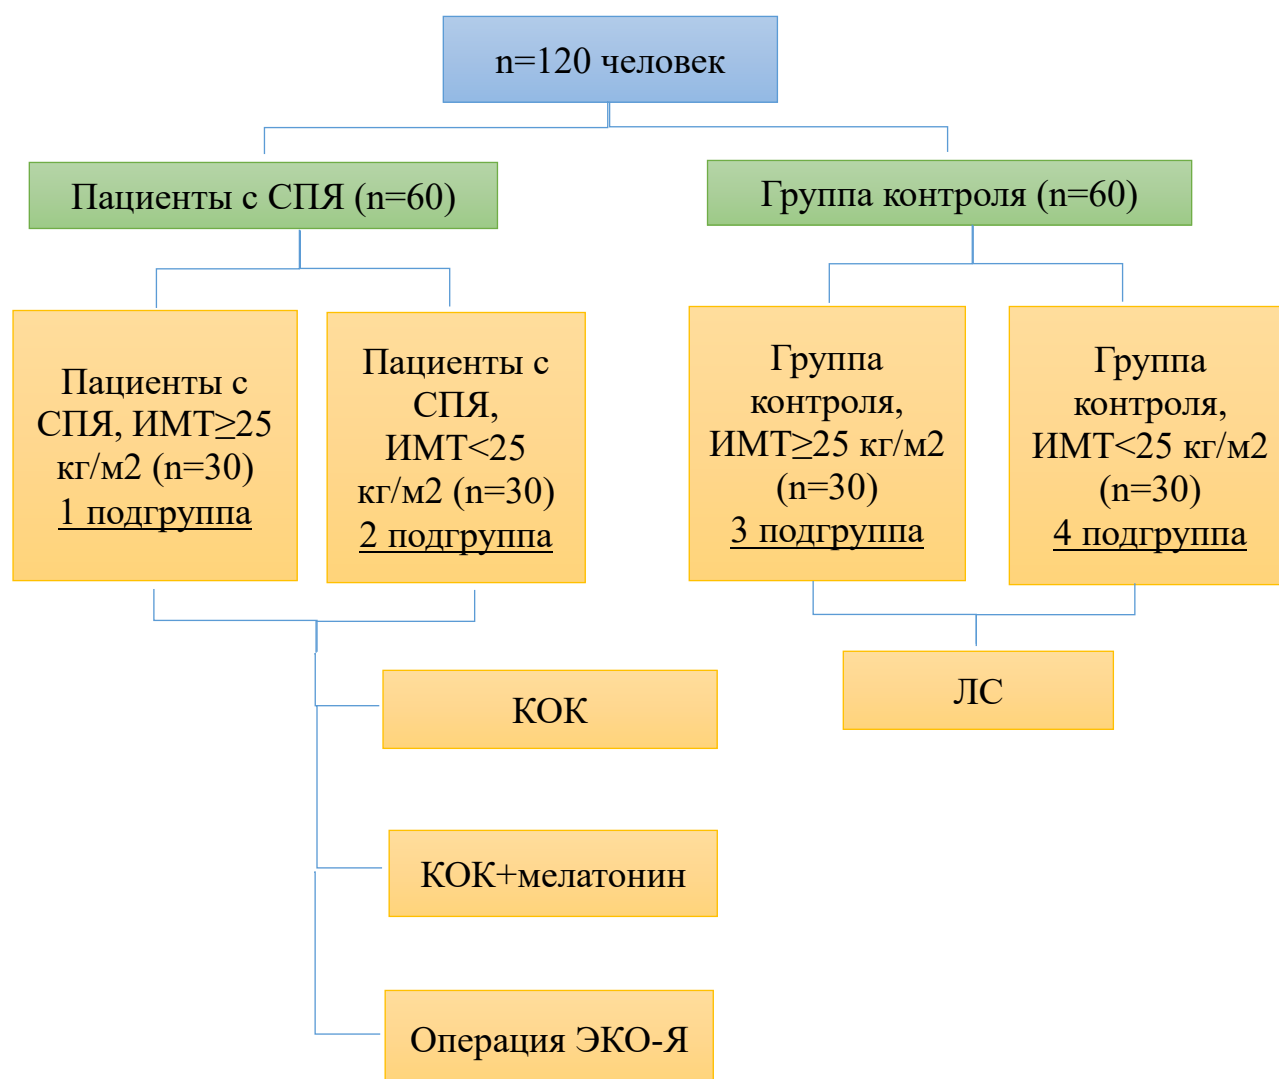 n=120 человек
Пациенты с СПЯ (n=60)
Группа контроля (n=60)
Пациенты с
СПЯ, ИМТ≥25
кг/м2 (n=30)
1 подгруппа
Пациенты с
СПЯ,
ИМТ<25
кг/м2 (n=30)
2 подгруппа
Группа
контроля,
ИМТ≥25 кг/м2
(n=30)
3 подгруппа
Группа
контроля,
ИМТ<25 кг/м2
(n=30)
4 подгруппа
КОК
ЛС
КОК+мелатонин
Операция ЭКО-Я